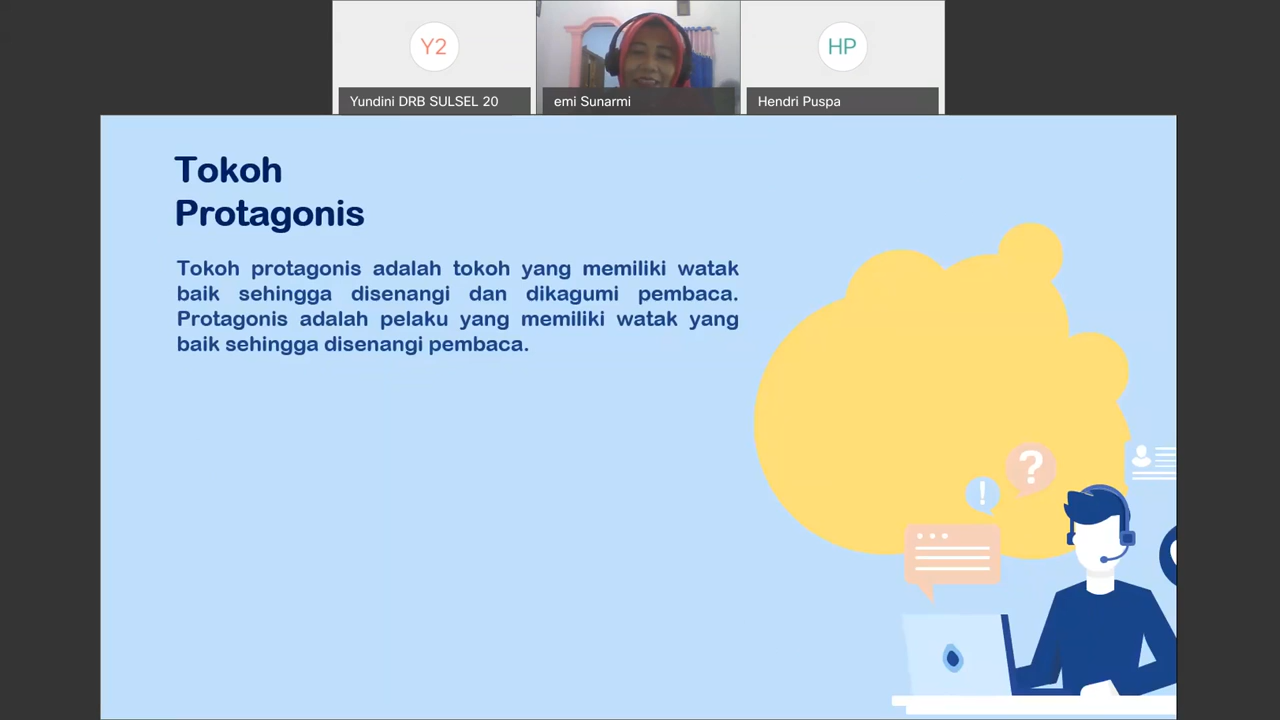 Y2
HP
Yundini DRB SULSEL 20
emi Sunarmi
Hendri Puspa
Tokoh
Protagonis
Tokoh protagonis adalah tokoh yang memiliki watak
baik sehingga disenangi dan dikagumi pembaca.
Protagonis adalah pelaku yang memiliki watak yang
baik sehingga disenangi pembaca.
?
!